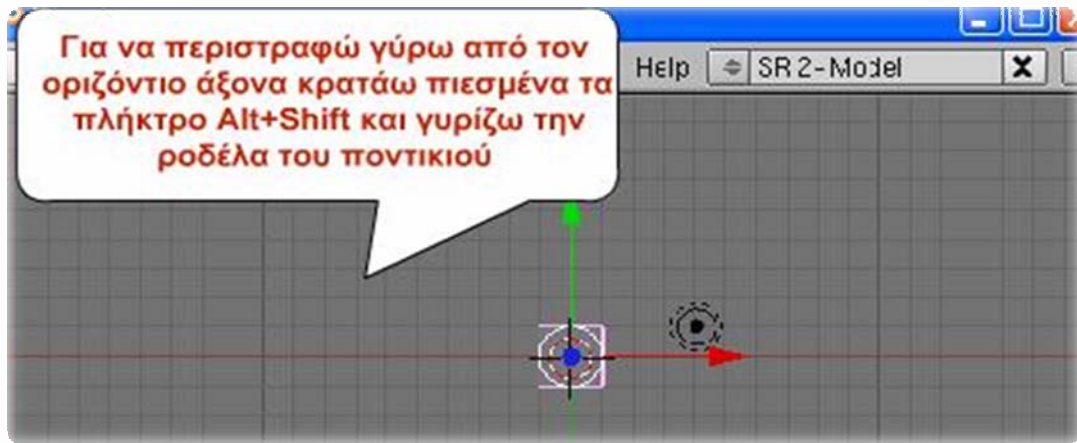 Για να περιστραφώ γύρω από τον
οριζόντιο άξονα κρατάω πιεσμένα τα
πλήκτρο Alt+Shift και γυρίζω την
ροδέλα του ποντικιού
Help SR 2-Model X